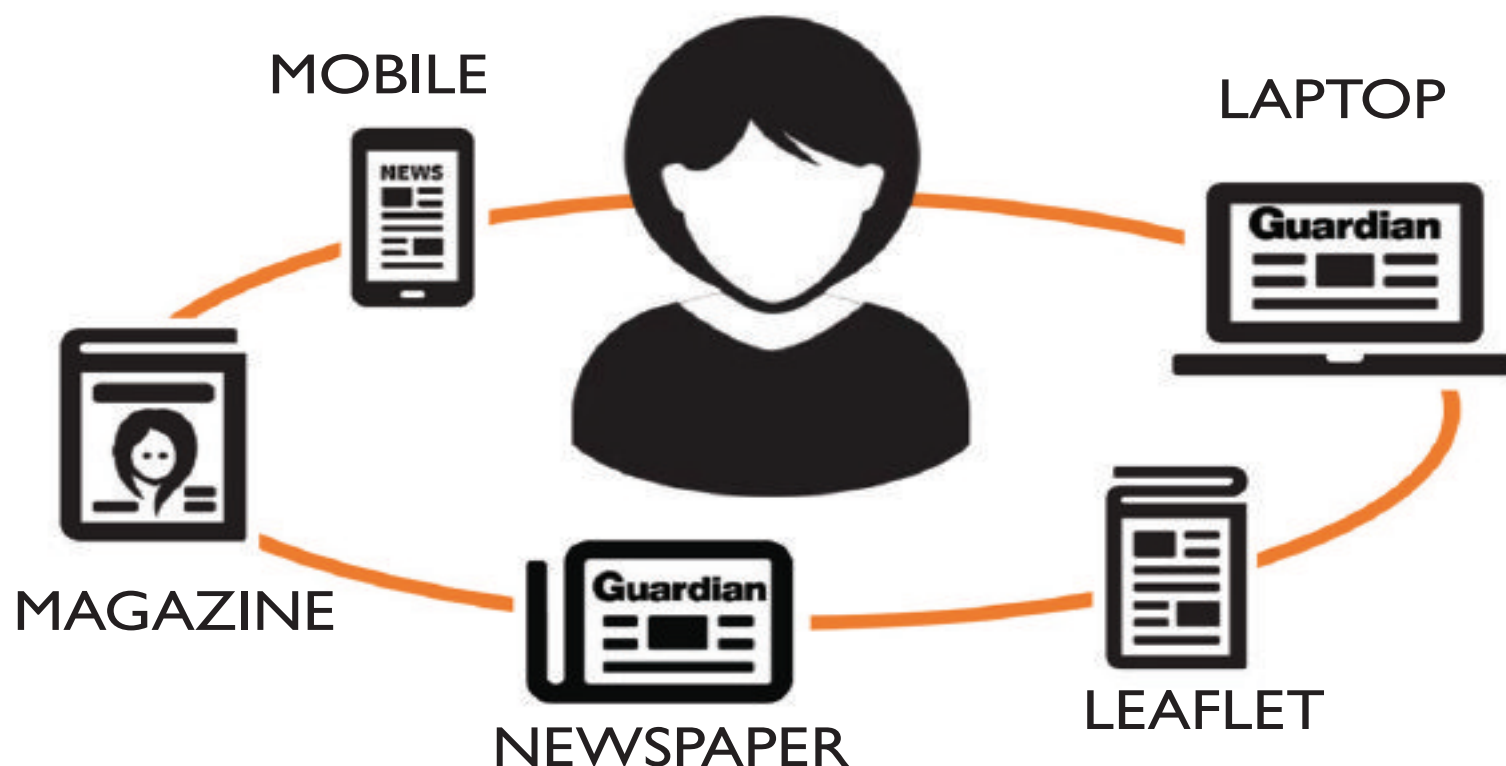 MOBILE
LAPTOP
NEWS
Guardian
MAGAZINE
Guardian
NEWSPAPER
LEAFLET